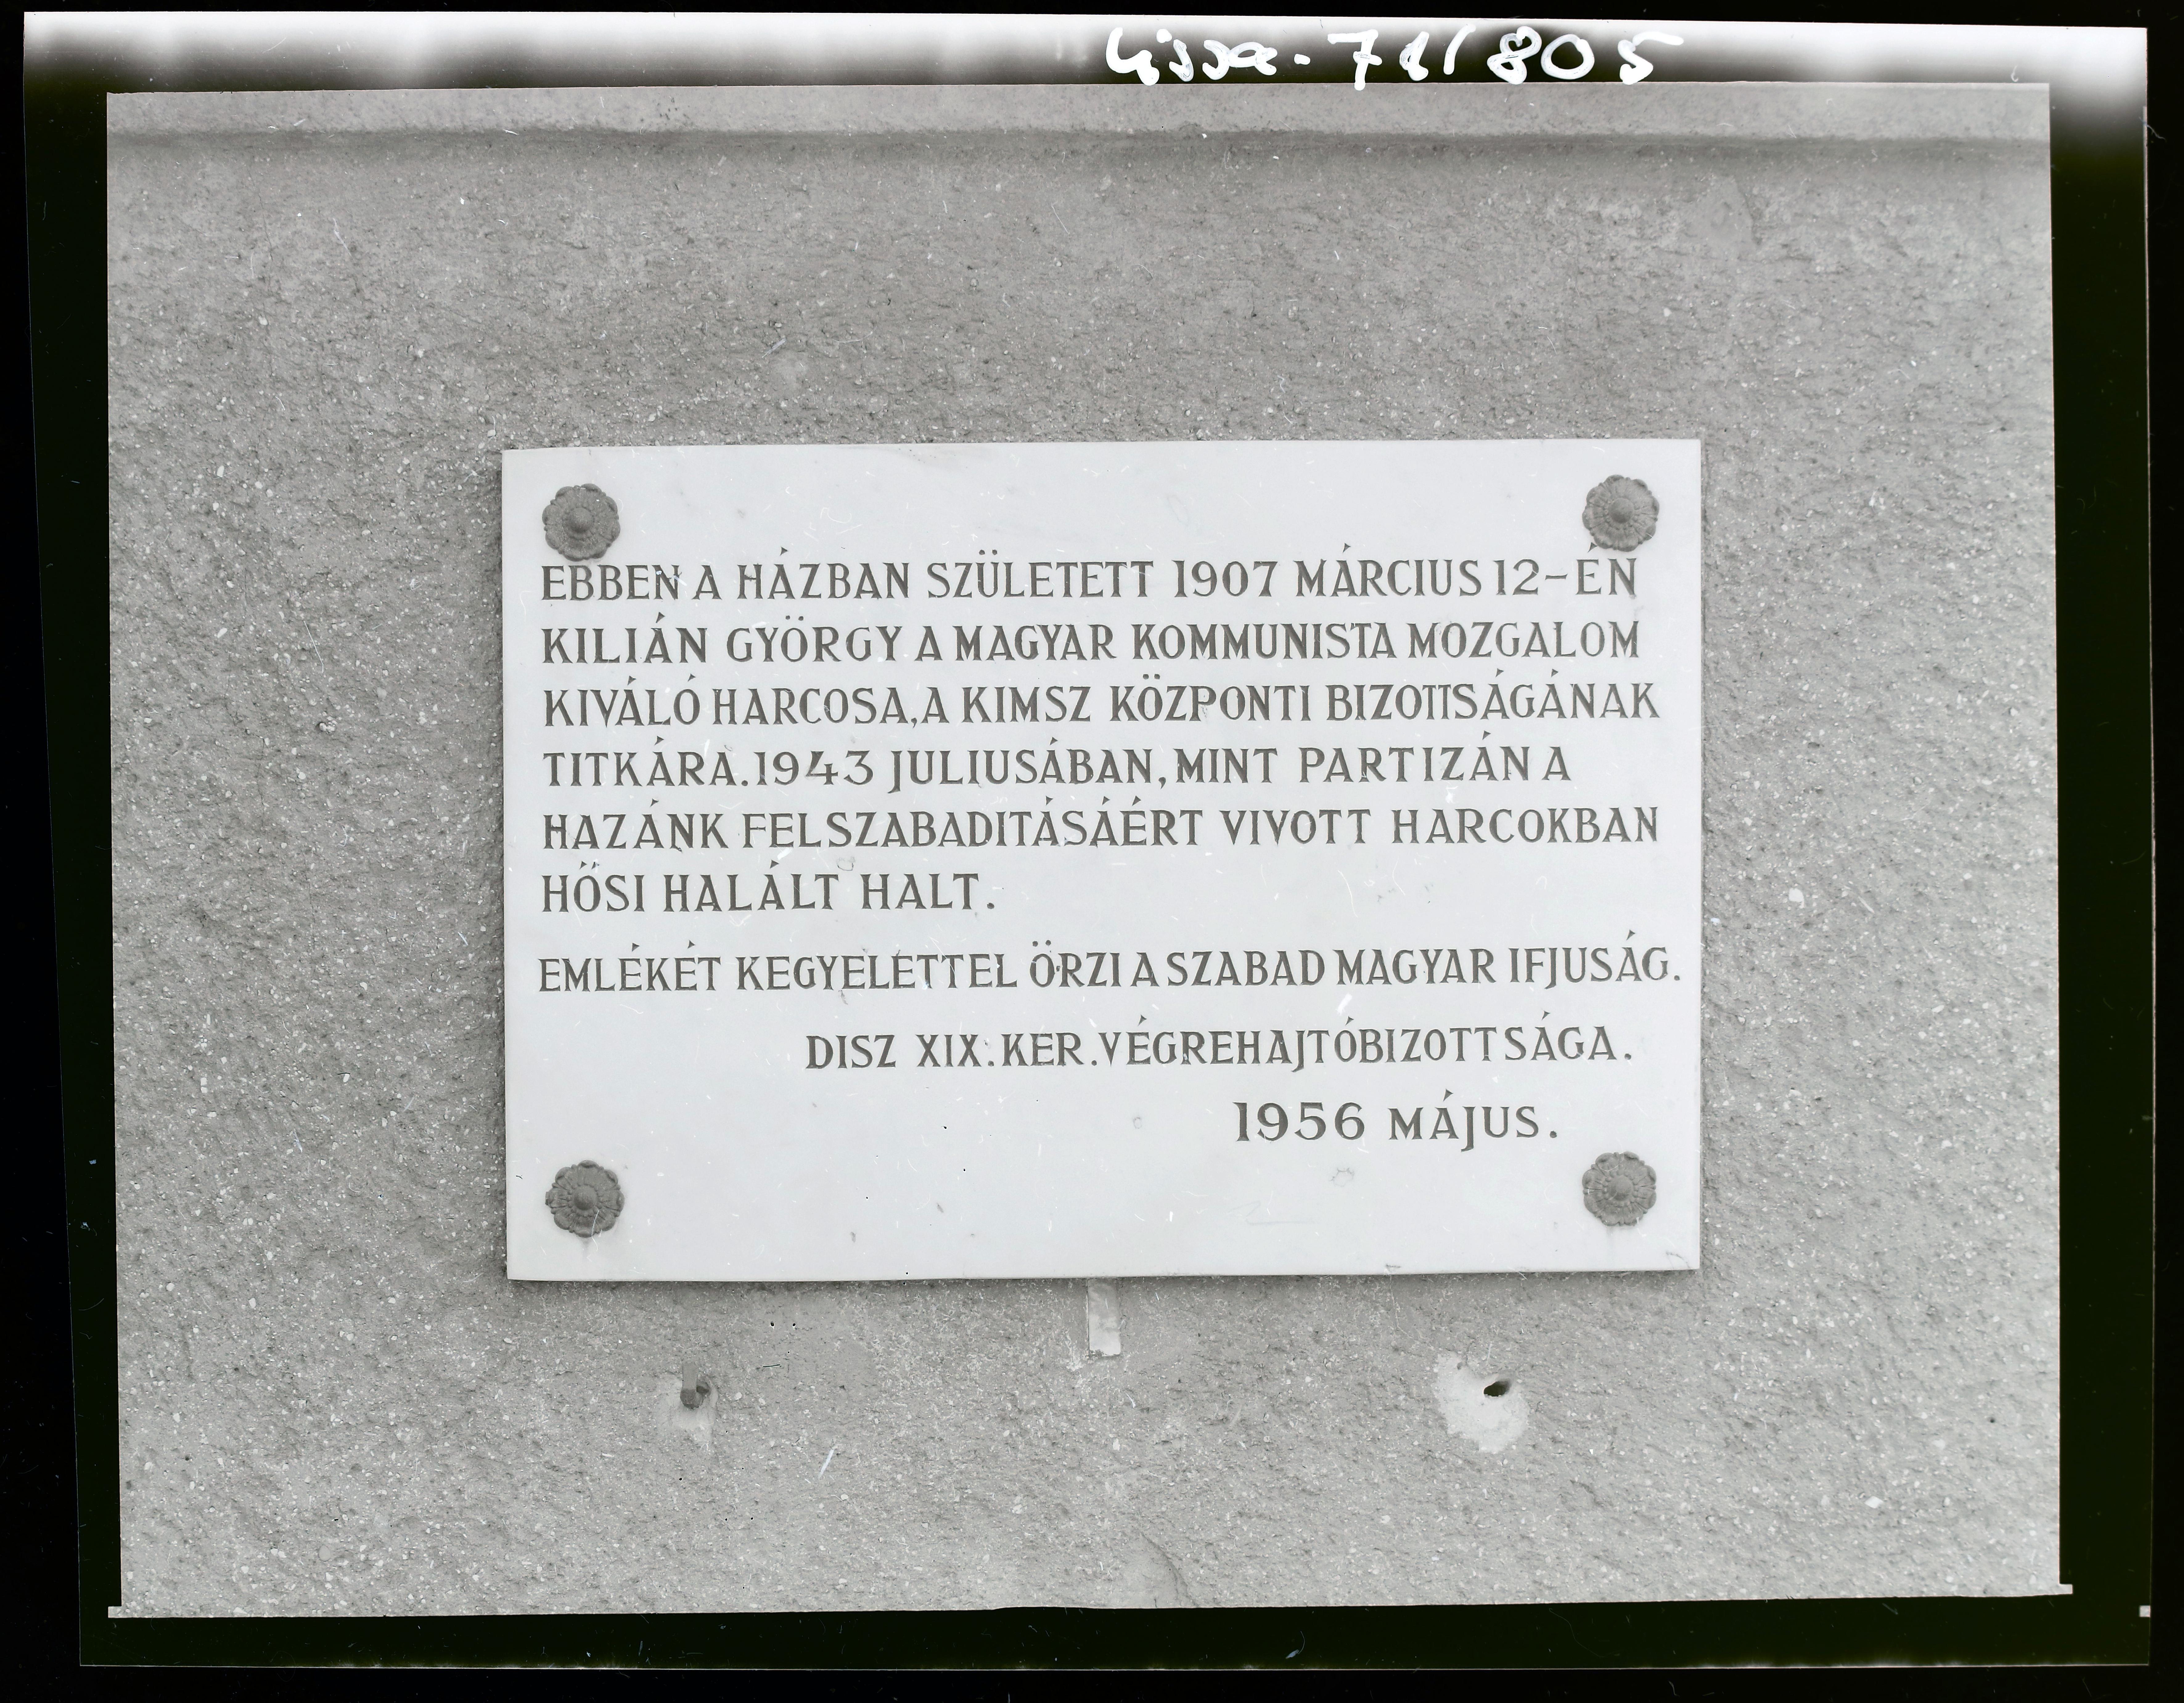 71/805
EBBEN A HÁZBAN SZÜLETETT 1907 MÁRCIUS 12-ÉN
KILIÁN GYÖRGY A MAGYAR KOMMUNISTA MOZGALOM
KIVÁLÓ HARCOSA, A KIMSZ KÖZPONTI BIZOTTSÁGÁNAK
TITKÁRA. 1943 JULIUSÁBAN, MINT PARTIZÁN A
HAZÁNK FELSZABADITÁSÁÉRT VIVOTT HARCOKBAN
HŐSI HALÁLT HALT.
EMLÉKÉT KEGYELETTEL ŐRZI A SZABAD MAGYAR IFJUSÁG.
DISZ XIX. KER. VÉGREHAJTÓBIZOTTSÁGA.
1956 MÁJUS.